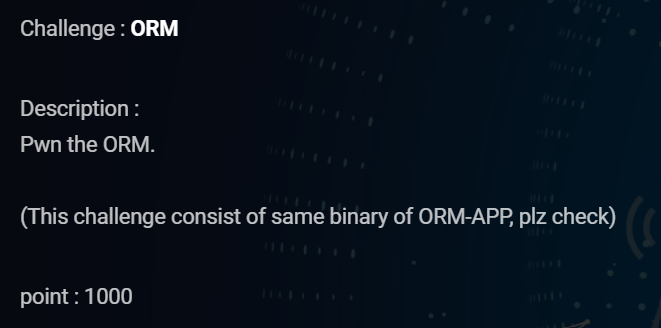 Challenge : ORM
Description :
Pwn the ORM.
(This challenge consist of same binary of ORM-APP, plz check)
point : 1000